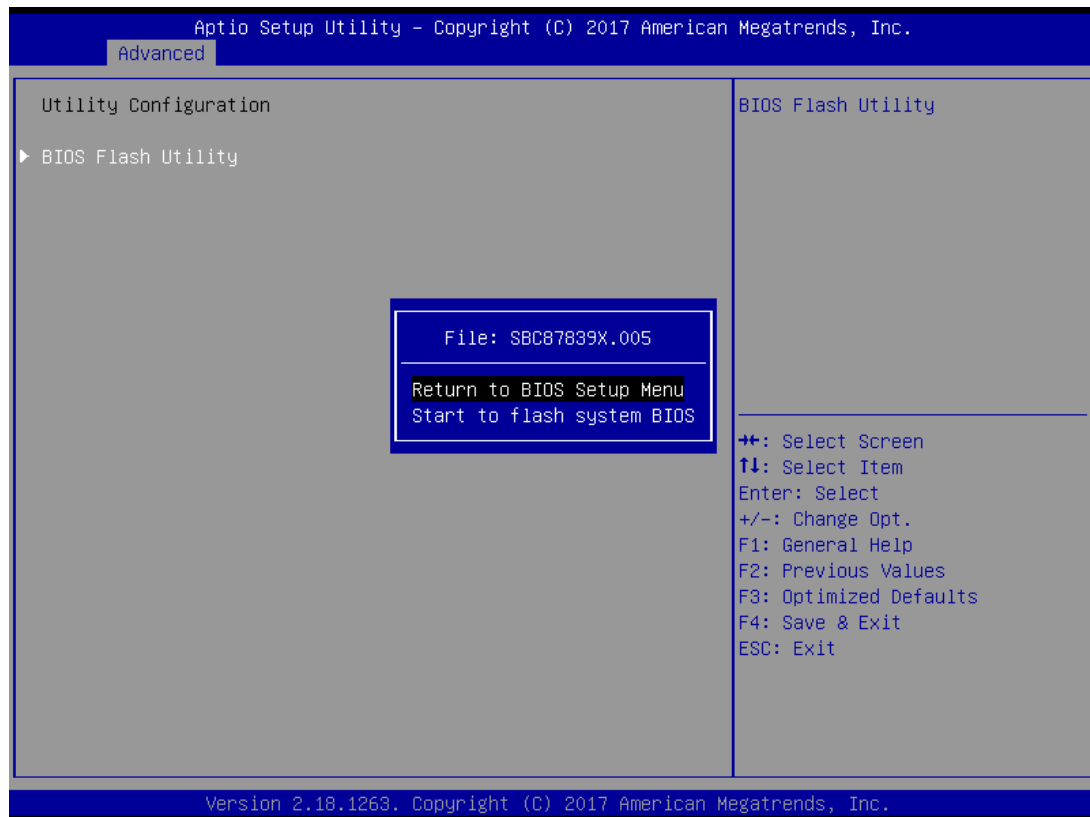 Aptio Setup Utility – Copyright (C) 2017 American Megatrends, Inc.
Advanced
Utility Configuration
BIOS Flash Utility
File: SBC87839X.005
Return to BIOS Setup Menu
Start to flash system BIOS
BIOS Flash Utility
→←: Select Screen
↑↓: Select Item
Enter: Select
+/-: Change Opt.
F1: General Help
F2: Previous Values
F3: Optimized Defaults
F4: Save & Exit
ESC: Exit
Version 2.18.1263. Copyright (C) 2017 American Megatrends, Inc.